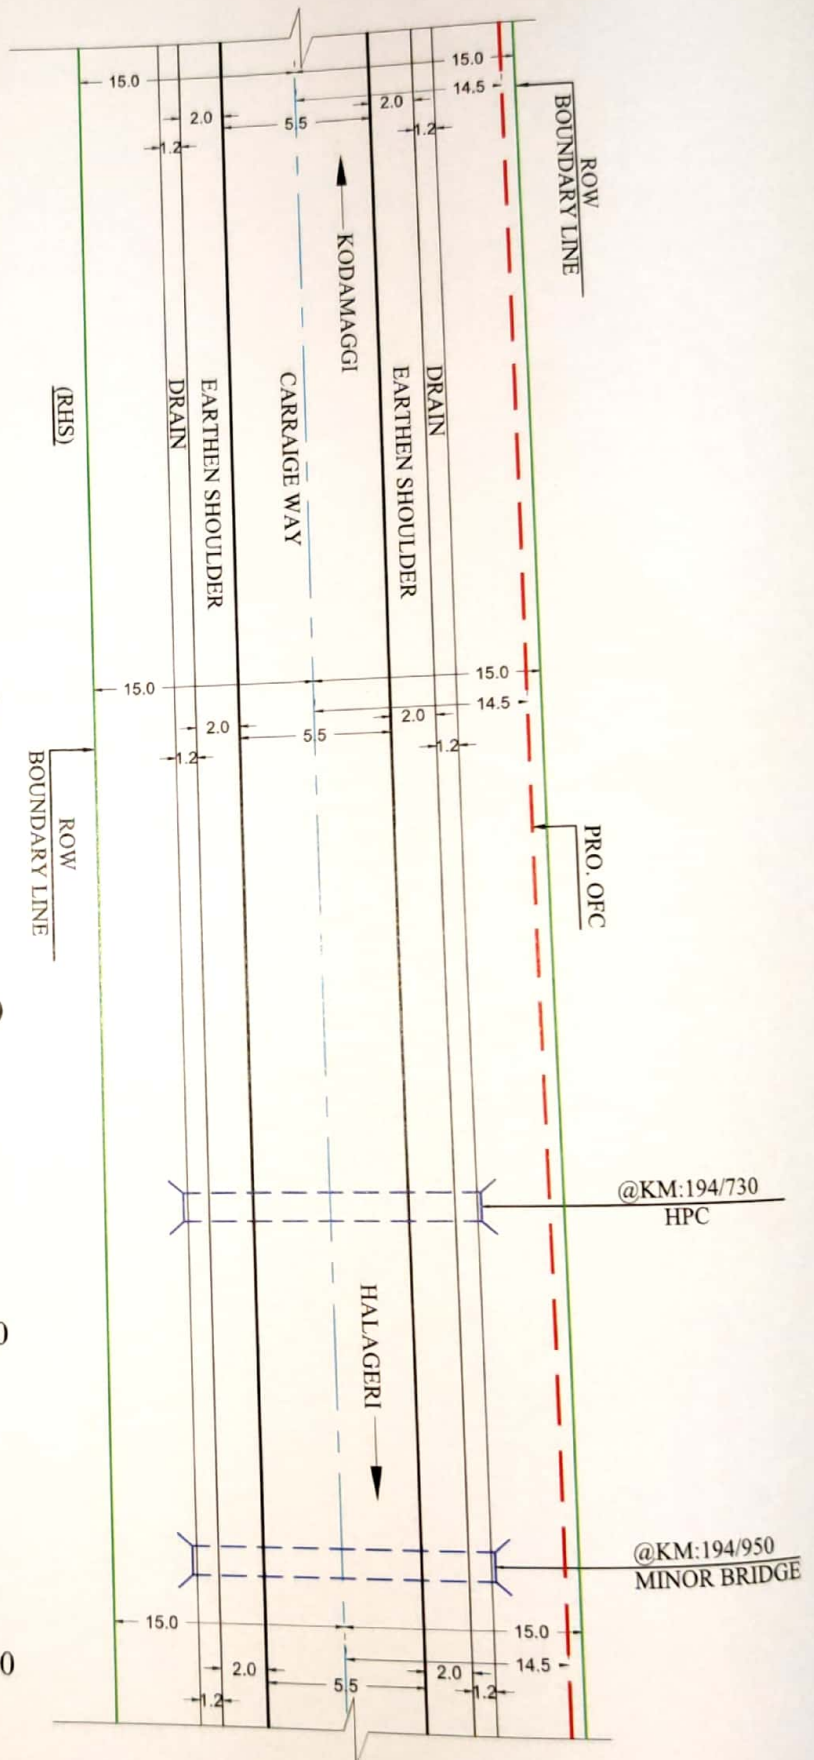 15.0
15.0
14.5
2.0
2.0
5.5
1.2
1.2
ROW
BOUNDARY LINE
KODAMAGGI
DRAIN
EARTHEN SHOULDER
CARRAIGE WAY
EARTHEN SHOULDER
DRAIN
(RHS)
15.0
15.0
14.5
2.0
2.0
5.5
1.2
1.2
ROW
BOUNDARY LINE
PRO. OFC
@KM:194/730
HPC
HALAGERI
@KM:194/950
MINOR BRIDGE
15.0
15.0
14.5
2.0
2.0
5.5
1.2
1.2